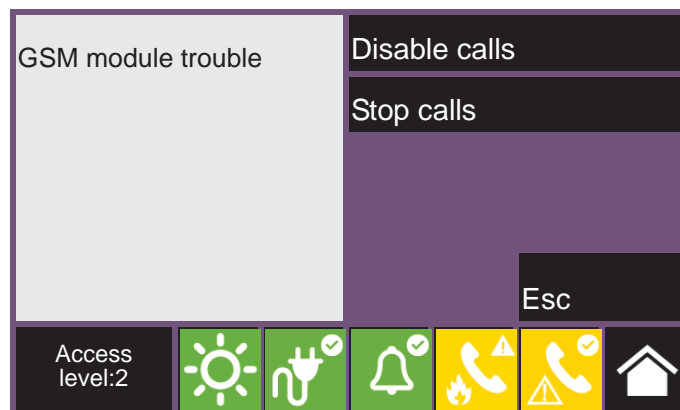 GSM module trouble
Disable calls
Stop calls
Esc
Access
level:2